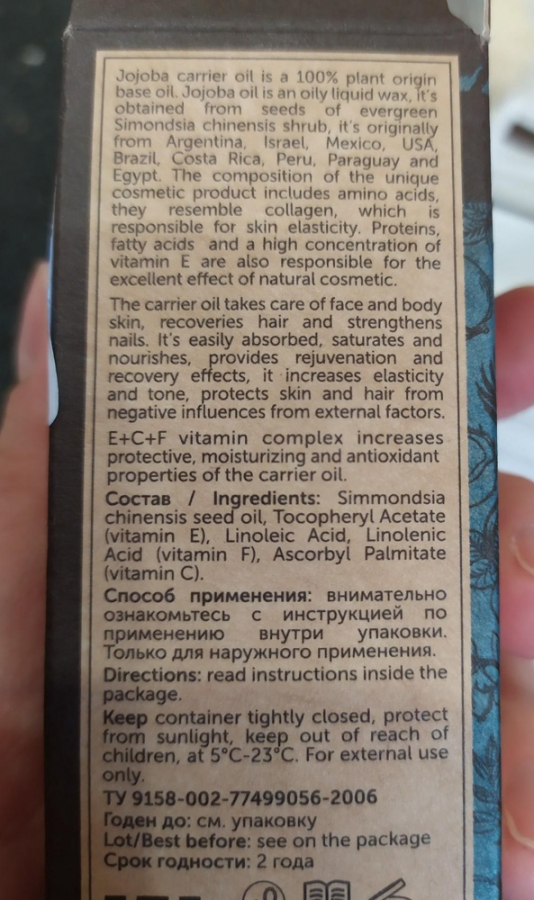 Jojoba carrier oil is a 100% plant origin
base oil. Jojoba oil is an oily liquid wax, it's
obtained from seeds of evergreen
Simondsia chinensis shrub, it's originally
from Argentina, Israel, Mexico, USA,
Brazil, Costa Rica, Peru, Paraguay and
Egypt. The composition of the unique
cosmetic product includes amino acids,
they resemble collagen, which is
responsible for skin elasticity. Proteins,
fatty acids and a high concentration of
vitamin E are also responsible for the
excellent effect of natural cosmetic.
The carrier oil takes care of face and body
skin, recoveries hair and strengthens
nails. It's easily absorbed, saturates and
nourishes, provides rejuvenation and
recovery effects, it increases elasticity
and tone, protects skin and hair from
negative influences from external factors.
E+C+F vitamin complex increases
protective, moisturizing and antioxidant
properties of the carrier oil.
Состав / Ingredients: Simmondsia
chinensis seed oil, Tocopheryl Acetate
(vitamin E), Linoleic Acid, Linolenic
Acid (vitamin F), Ascorbyl Palmitate
(vitamin C).
Способ применения: внимательно
ознакомьтесь с инструкцией по
применению внутри упаковки.
Только для наружного применения.
Directions: read instructions inside the
package.
Keep container tightly closed, protect
from sunlight, keep out of reach of
children, at 5°C-23°C. For external use
only.
ТУ 9158-002-77499056-2006
Годен до: см. упаковку
Lot/Best before: see on the package
Срок годности: 2 года